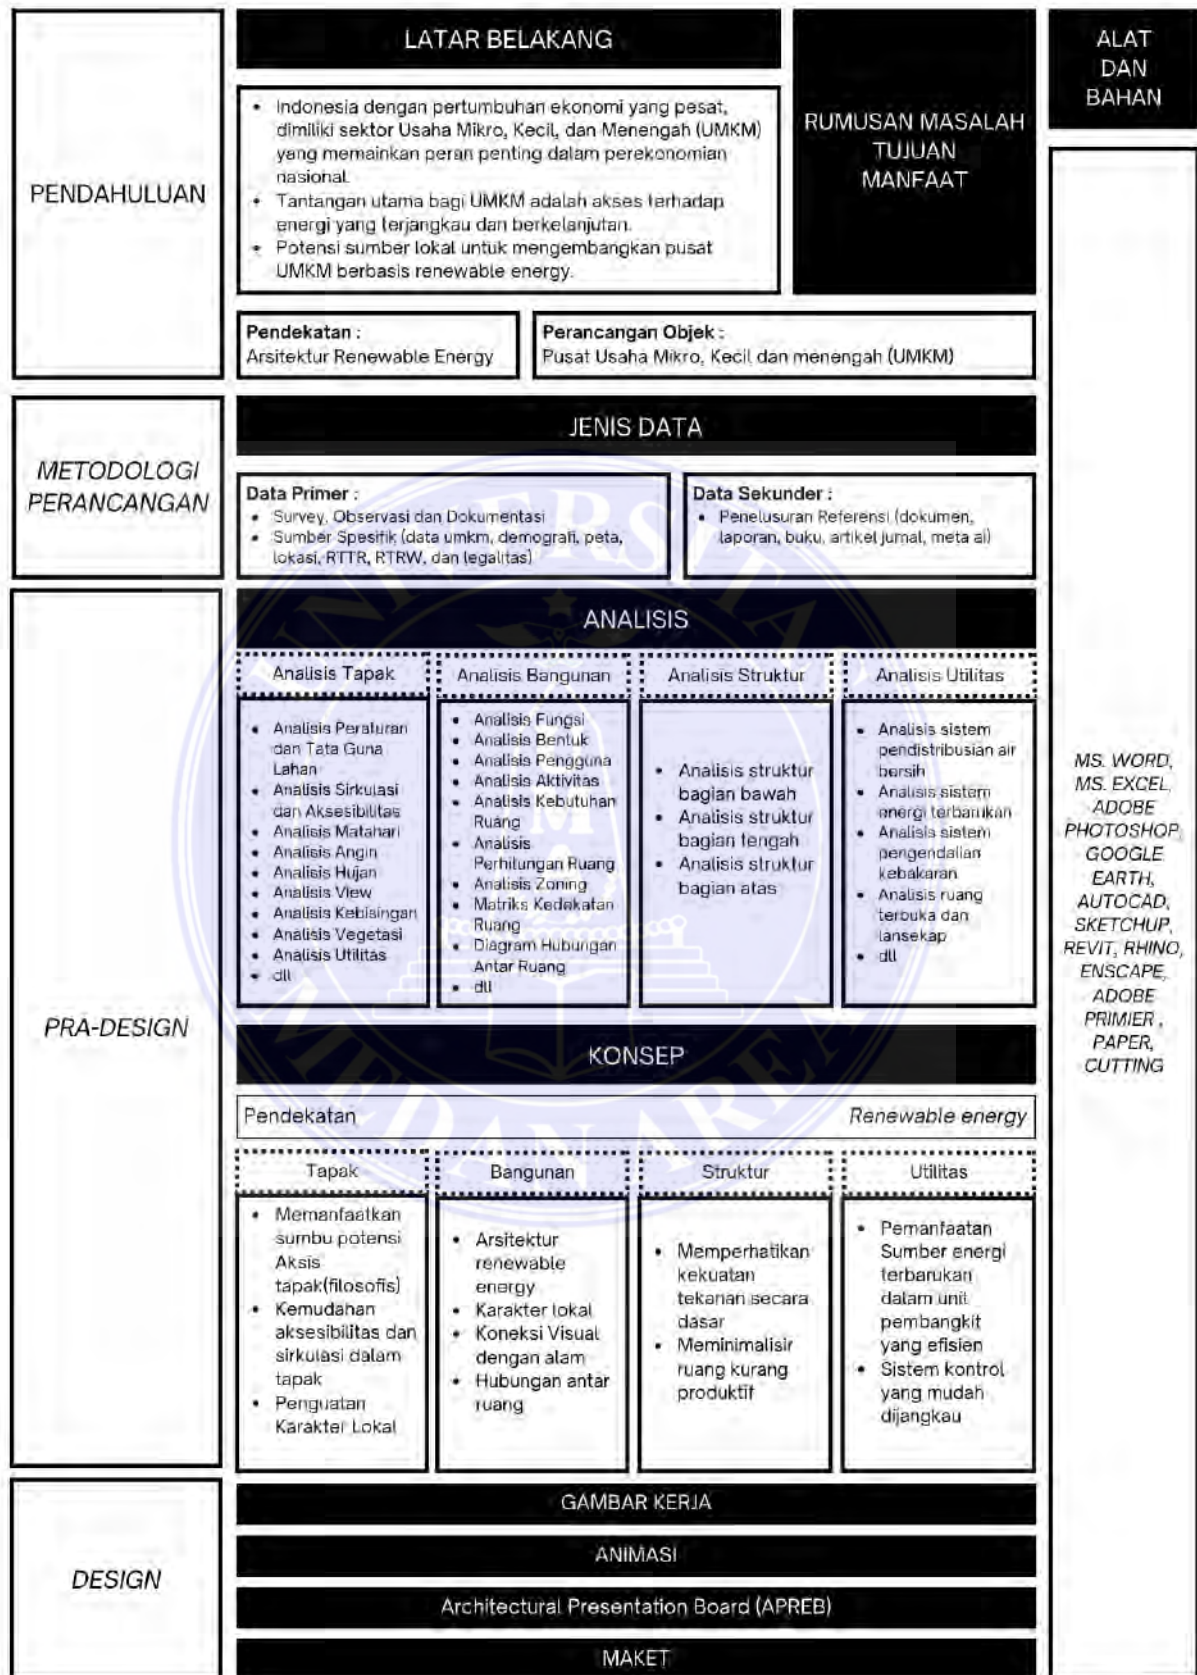 PENDAHULUAN
LATAR BELAKANG
• Indonesia dengan pertumbuhan ekonomi yang pesat,
dimiliki sektor Usaha Mikro, Kecil, dan Menengah (UMKM)
yang memainkan peran penting dalam perekonomian
nasional.
• Tantangan utama bagi UMKM adalah akses terhadap
energi yang terjangkau dan berkelanjutan.
• Potensi sumber lokal untuk mengembangkan pusat
UMKM berbasis renewable energy.
RUMUSAN MASALAH
TUJUAN
MANFAAT
Pendekatan :
Arsitektur Renewable Energy
Perancangan Objek :
Pusat Usaha Mikro, Kecil dan menengah (UMKM)
METODOLOGI
PERANCANGAN
JENIS DATA
Data Primer :
• Survey, Observasi dan Dokumentasi
• Sumber Spesifik (data umkm, demografi, peta,
lokasi, RTTR, RTRW, dan legalitas)
Data Sekunder :
• Penelusuran Referensi (dokumen,
laporan, buku, artikel jurnal, meta ai)
PRA-DESIGN
ANALISIS
Analisis Tapak
• Analisis Peraturan
dan Tata Guna
Lahan
• Analisis Sirkulasi
dan Aksesibilitas
• Analisis Matahari
• Analisis Angin
• Analisis Hujan
• Analisis View
• Analisis Kebisingan
• Analisis Vegetasi
• Analisis Utilitas
• dll
Analisis Bangunan
• Analisis Fungsi
• Analisis Bentuk
• Analisis Pengguna
• Analisis Aktivitas
• Analisis Kebutuhan
Ruang
• Analisis
Perhitungan Ruang
• Analisis Zoning
• Matriks Kedekatan
Ruang
• Diagram Hubungan
Antar Ruang
• dll
Analisis Struktur
• Analisis struktur
bagian bawah
• Analisis struktur
bagian tengah
• Analisis struktur
bagian atas
Analisis Utilitas
• Analisis sistem
pendistribusian air
bersih
• Analisis sistem
energi terbarukan
• Analisis sistem
pengendalian
kebakaran
• Analisis ruang
terbuka dan
lansekap
• dll
KONSEP
Pendekatan Renewable energy
Tapak
• Memanfaatkan
sumbu potensi
Aksis
tapak(filosofis)
• Kemudahan
aksesibilitas dan
sirkulasi dalam
tapak
• Penguatan
Karakter Lokal
Bangunan
• Arsitektur
renewable
energy
• Karakter lokal
• Koneksi Visual
dengan alam
• Hubungan antar
ruang
Struktur
• Memperhatikan
kekuatan
tekanan secara
dasar
• Meminimalisir
ruang kurang
produktif
Utilitas
• Pemanfaatan
Sumber energi
terbarukan
dalam unit
pembangkit
yang efisien
• Sistem kontrol
yang mudah
dijangkau
DESIGN
GAMBAR KERJA
ANIMASI
Architectural Presentation Board (APREB)
MAKET
ALAT
DAN
BAHAN
MS. WORD,
MS. EXCEL,
ADOBE
PHOTOSHOP,
GOOGLE
EARTH,
AUTOCAD,
SKETCHUP,
REVIT, RHINO,
ENSCAPE,
ADOBE
PRIMIER ,
PAPER,
CUTTING
UNIVERSITAS
MEDAN AREA